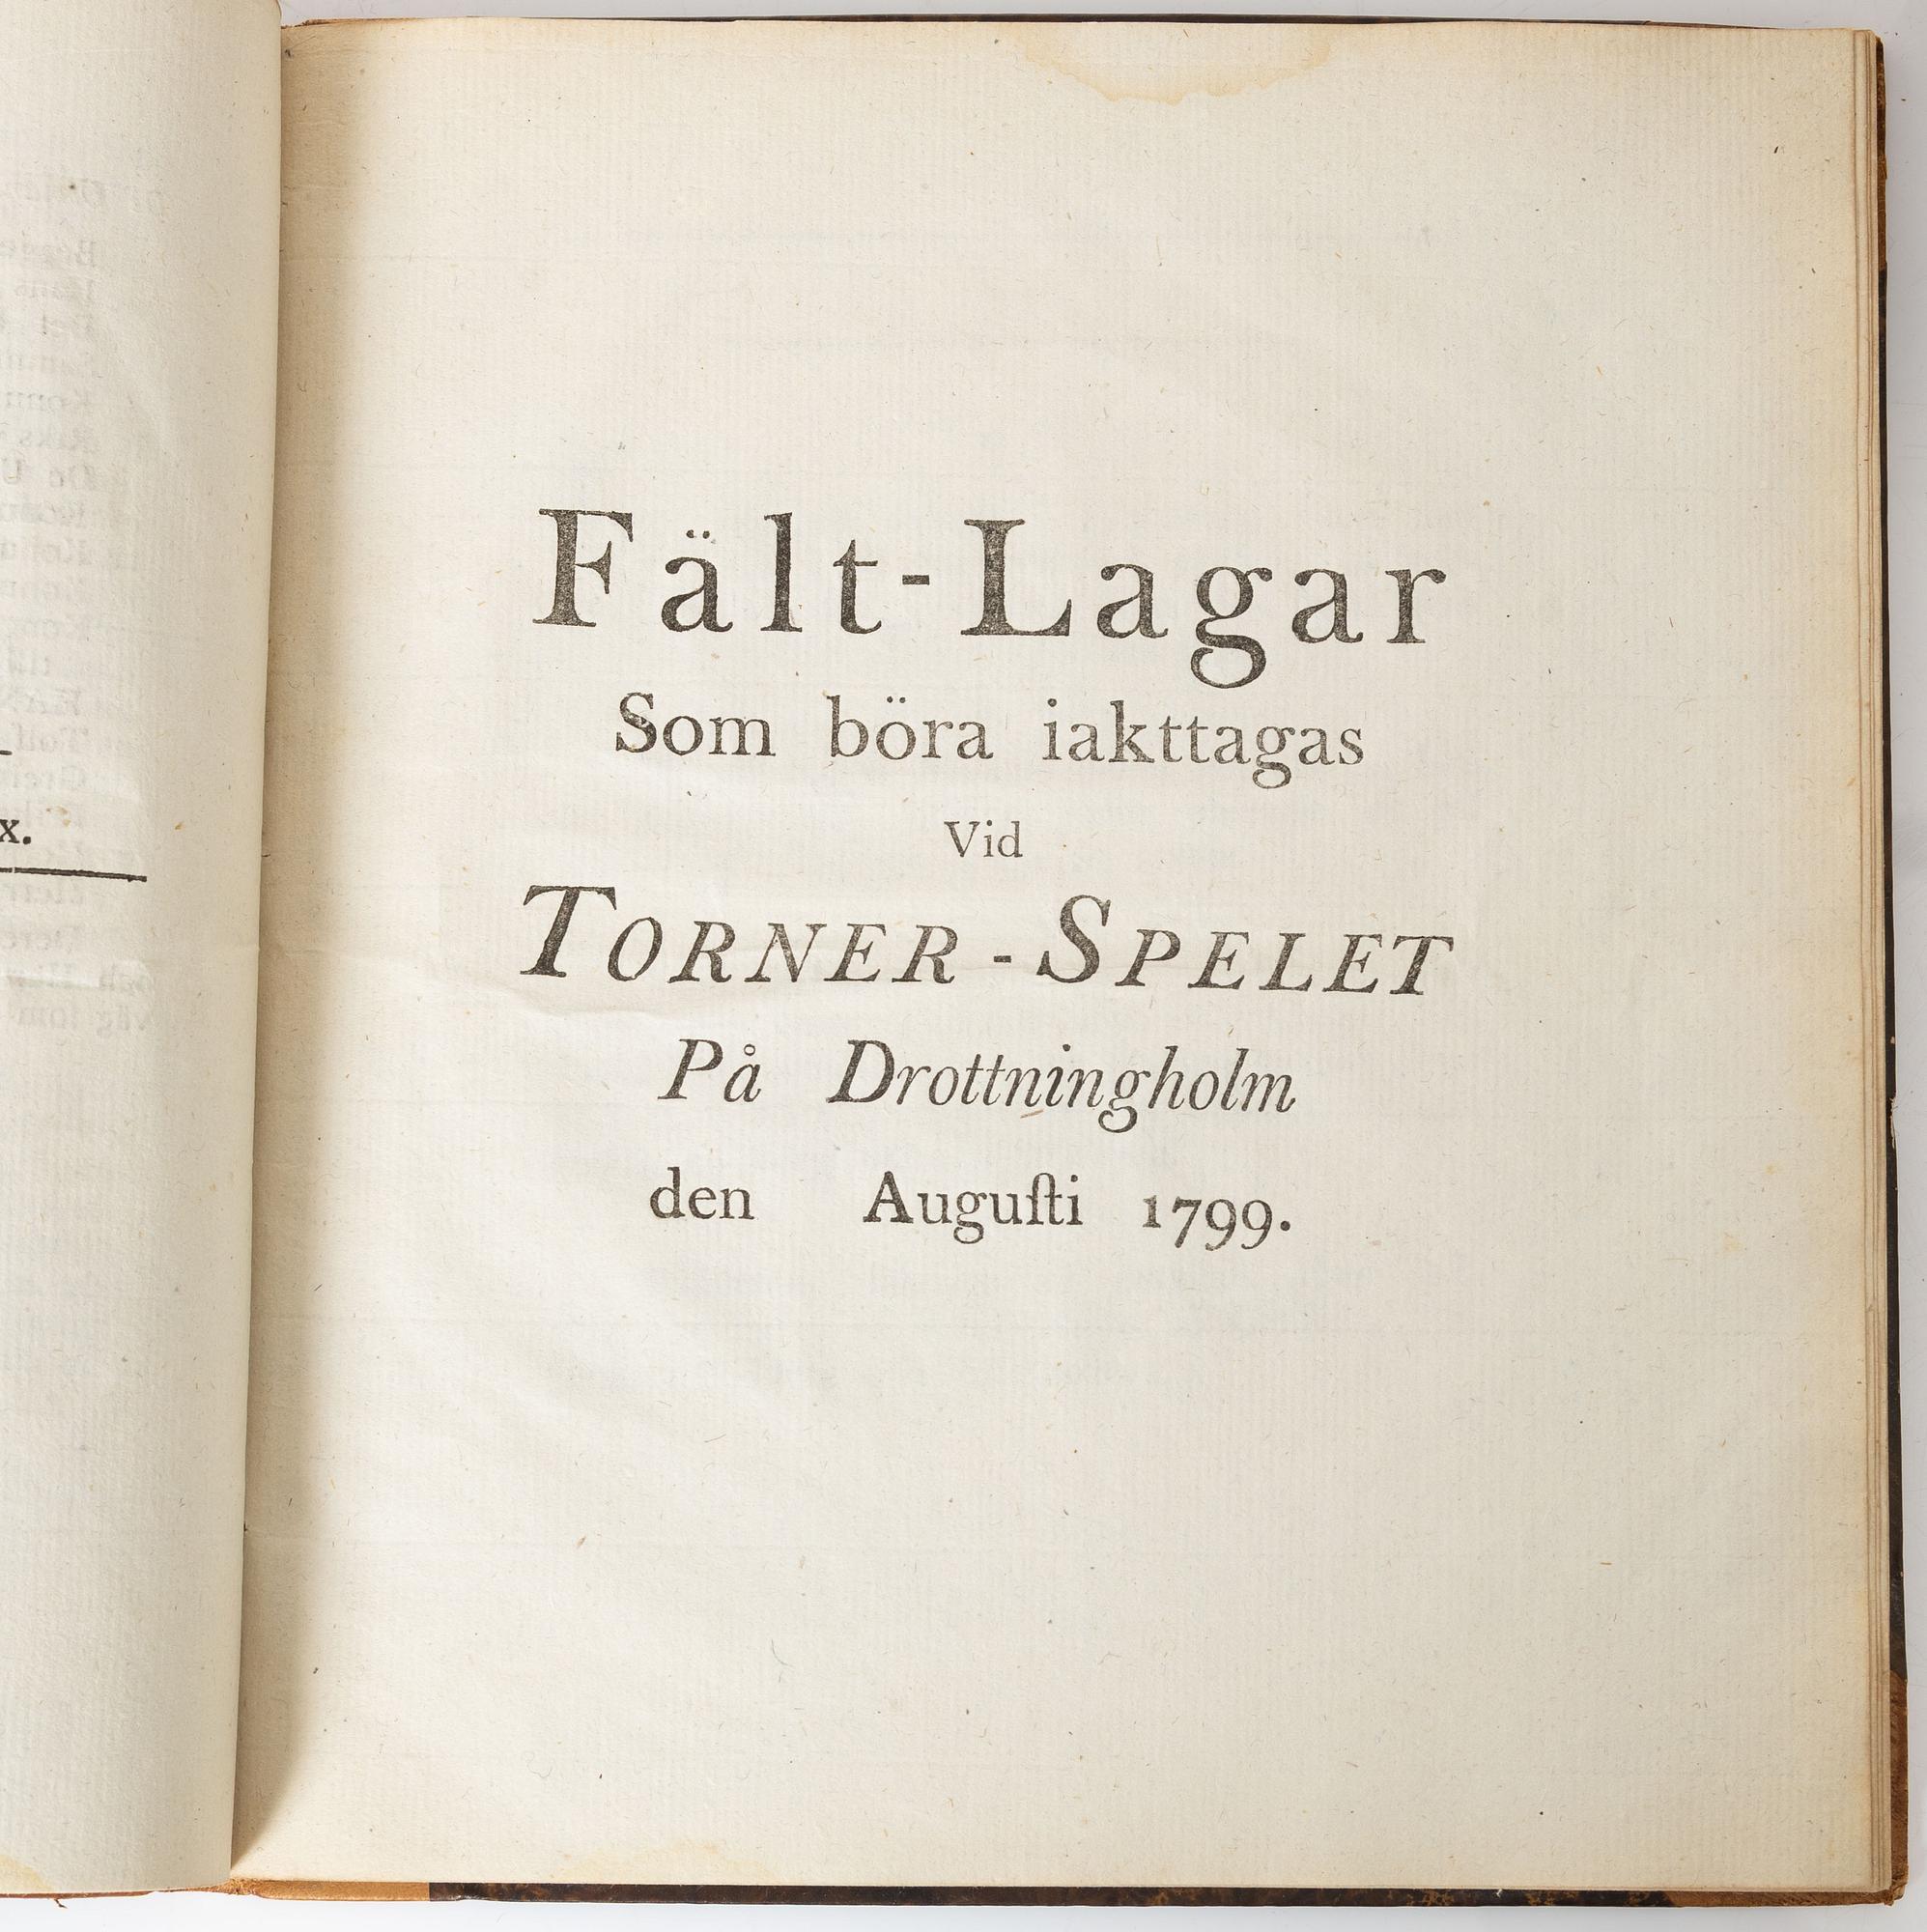 x.
Fält-Lagar
Som böra iakttagas
Vid
TORNER-SPELET
På Drottningholm
den Auguſti 1799.